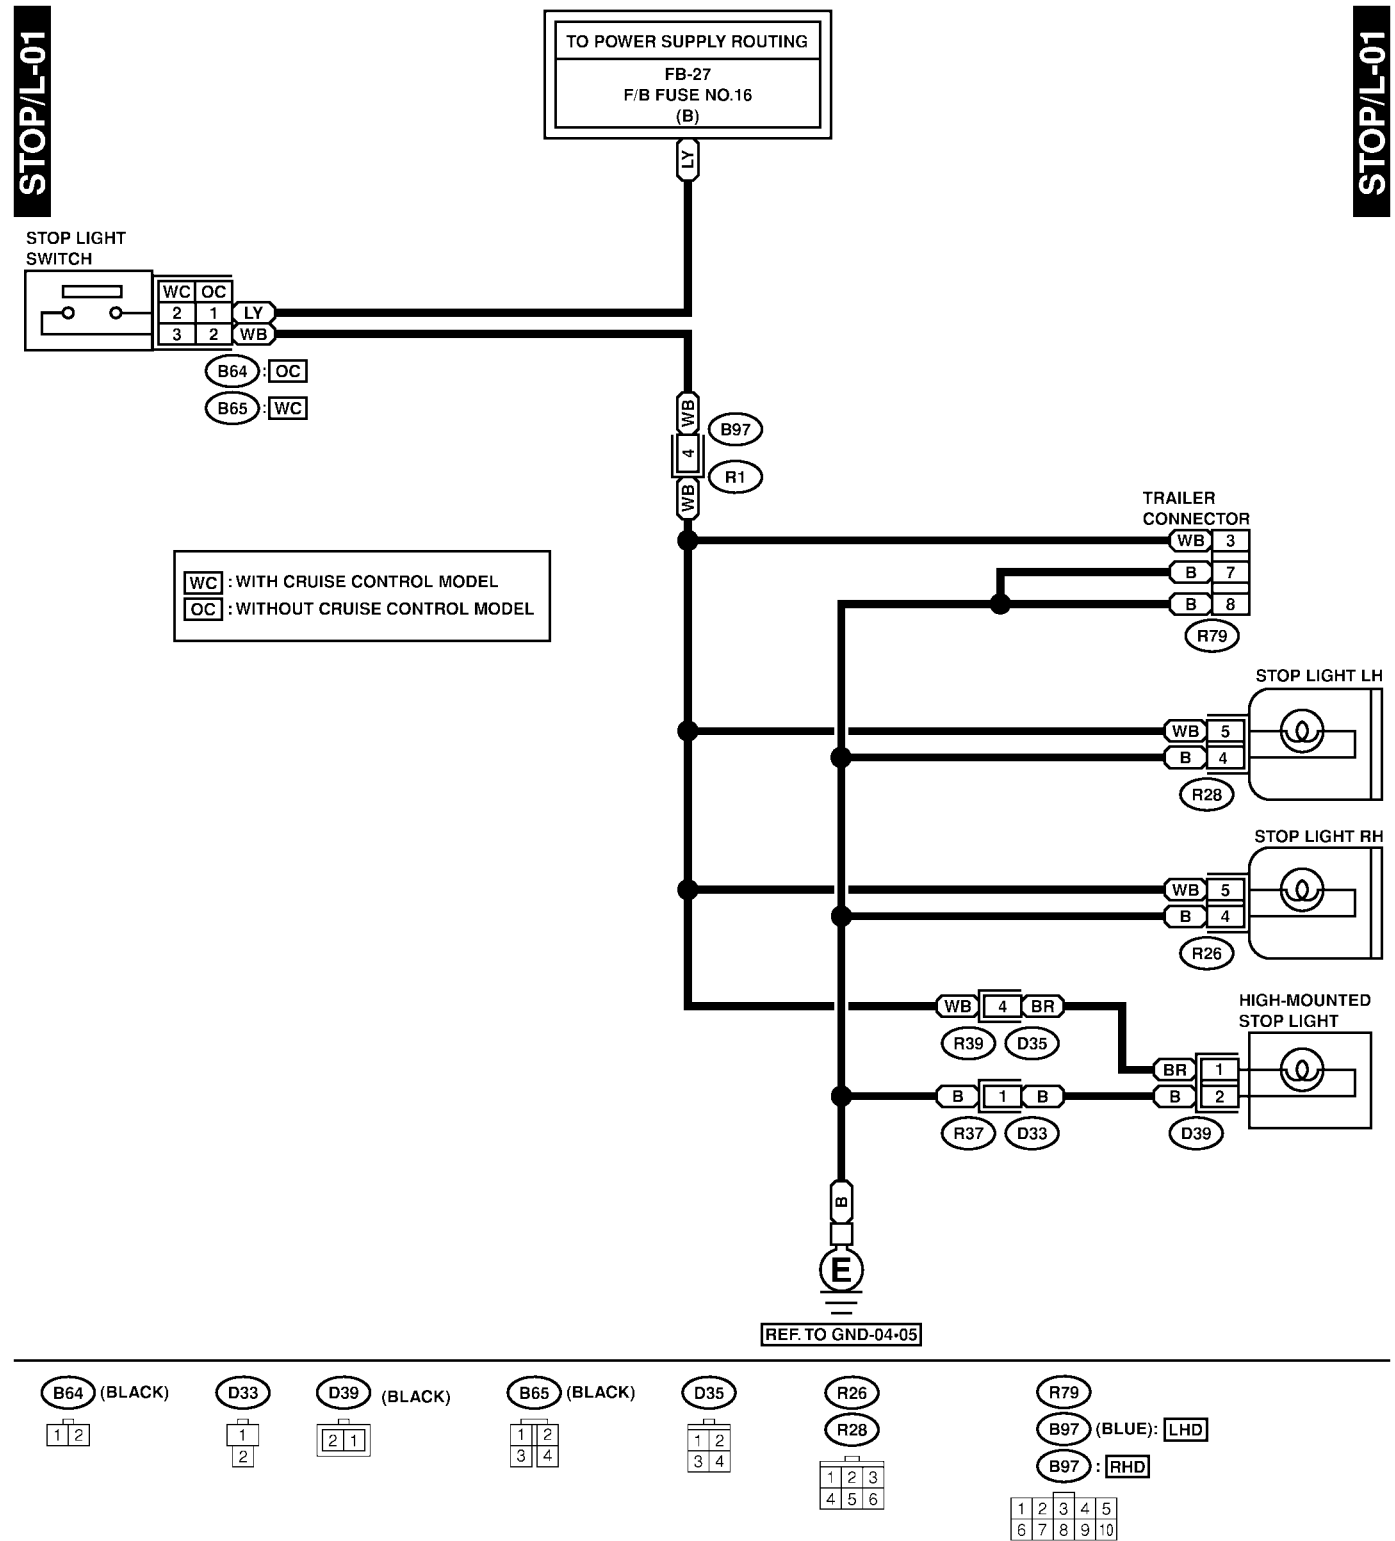 STOP/L-01
STOP/L-01
TO POWER SUPPLY ROUTING
FB-27
F/B FUSE NO.16
(B)
LY
STOP LIGHT
SWITCH
WC OC
2 1 LY
3 2 WB
B64 : OC
B65 : WC
WB
B97
4
R1
WB
TRAILER
CONNECTOR
WB 3
B 7
B 8
R79
WC : WITH CRUISE CONTROL MODEL
OC : WITHOUT CRUISE CONTROL MODEL
STOP LIGHT LH
WB 5
B 4
R28
STOP LIGHT RH
WB 5
B 4
R26
HIGH-MOUNTED
STOP LIGHT
WB 4 BR
R39 D35
BR 1
B 1 B
B 2
R37 D33
D39
B
E
REF. TO GND-04•05
B64 (BLACK)
1 2
D33
1
2
D39 (BLACK)
2 1
B65 (BLACK)
1 2
3 4
D35
1 2
3 4
R26
R28
1 2 3
4 5 6
R79
B97 (BLUE): LHD
B97 : RHD
1 2 3 4 5
6 7 8 9 10